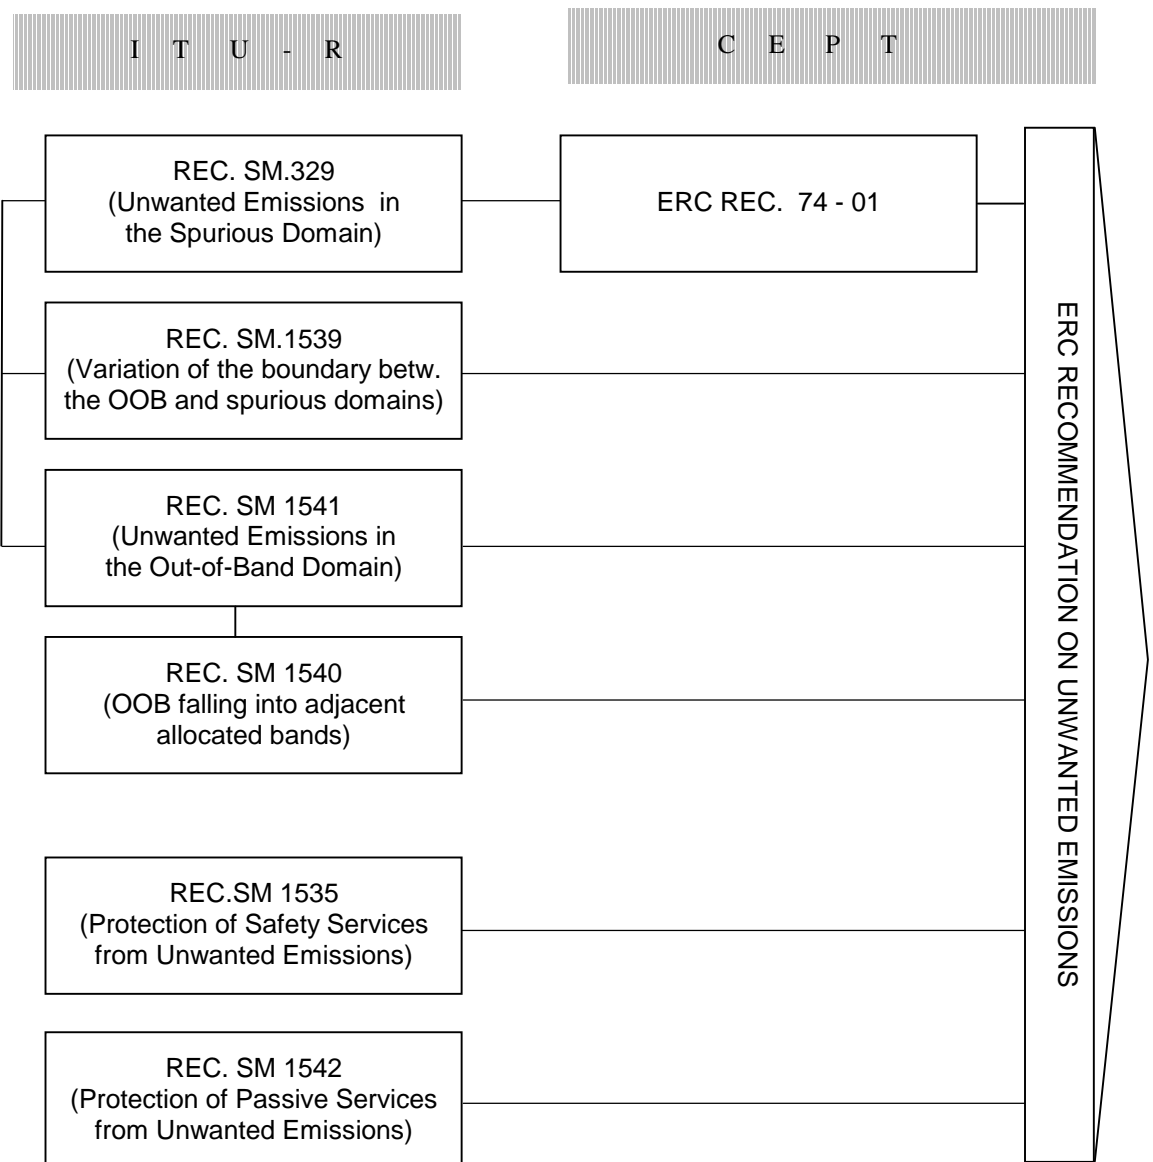 I T U - R
C E P T
REC. SM.329
(Unwanted Emissions in
the Spurious Domain)
ERC REC. 74 - 01
REC. SM.1539
(Variation of the boundary betw.
the OOB and spurious domains)
REC. SM 1541
(Unwanted Emissions in
the Out-of-Band Domain)
REC. SM 1540
(OOB falling into adjacent
allocated bands)
REC.SM 1535
(Protection of Safety Services
from Unwanted Emissions)
REC. SM 1542
(Protection of Passive Services
from Unwanted Emissions)
ERC RECOMMENDATION ON UNWANTED EMISSIONS